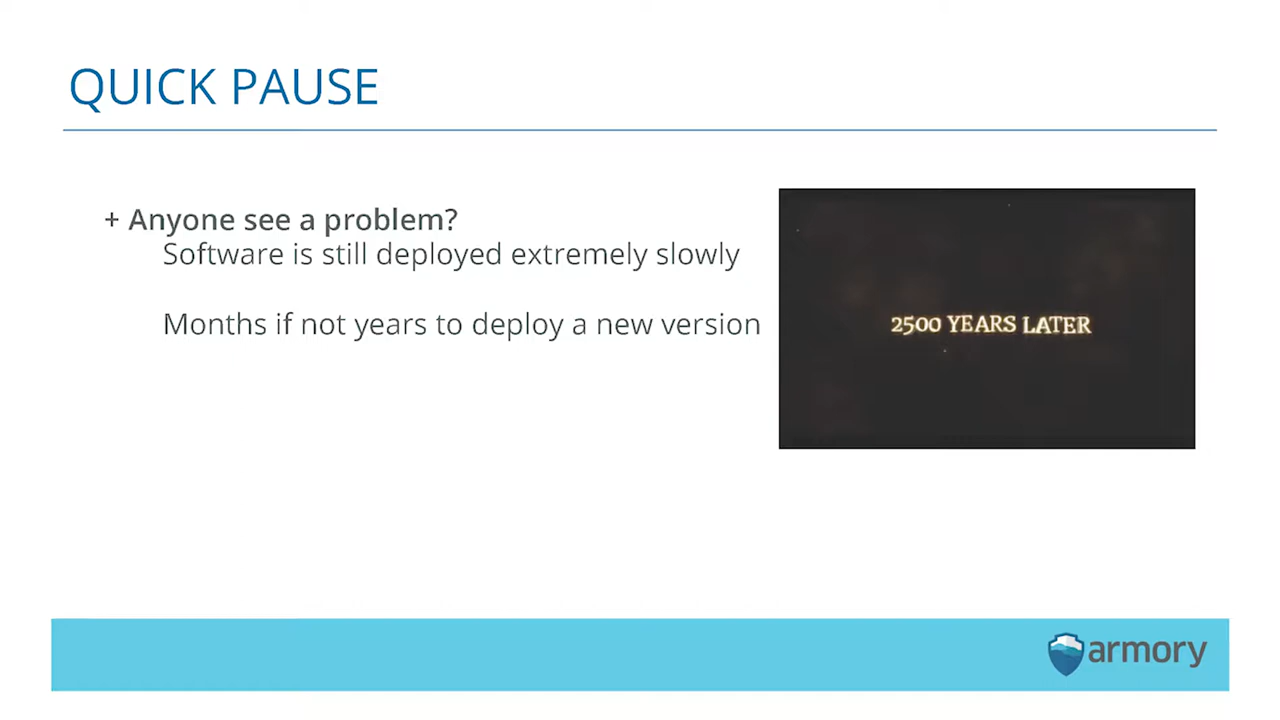 QUICK PAUSE
+ Anyone see a problem?
Software is still deployed extremely slowly
Months if not years to deploy a new version
2500 YEARS LATER
armory